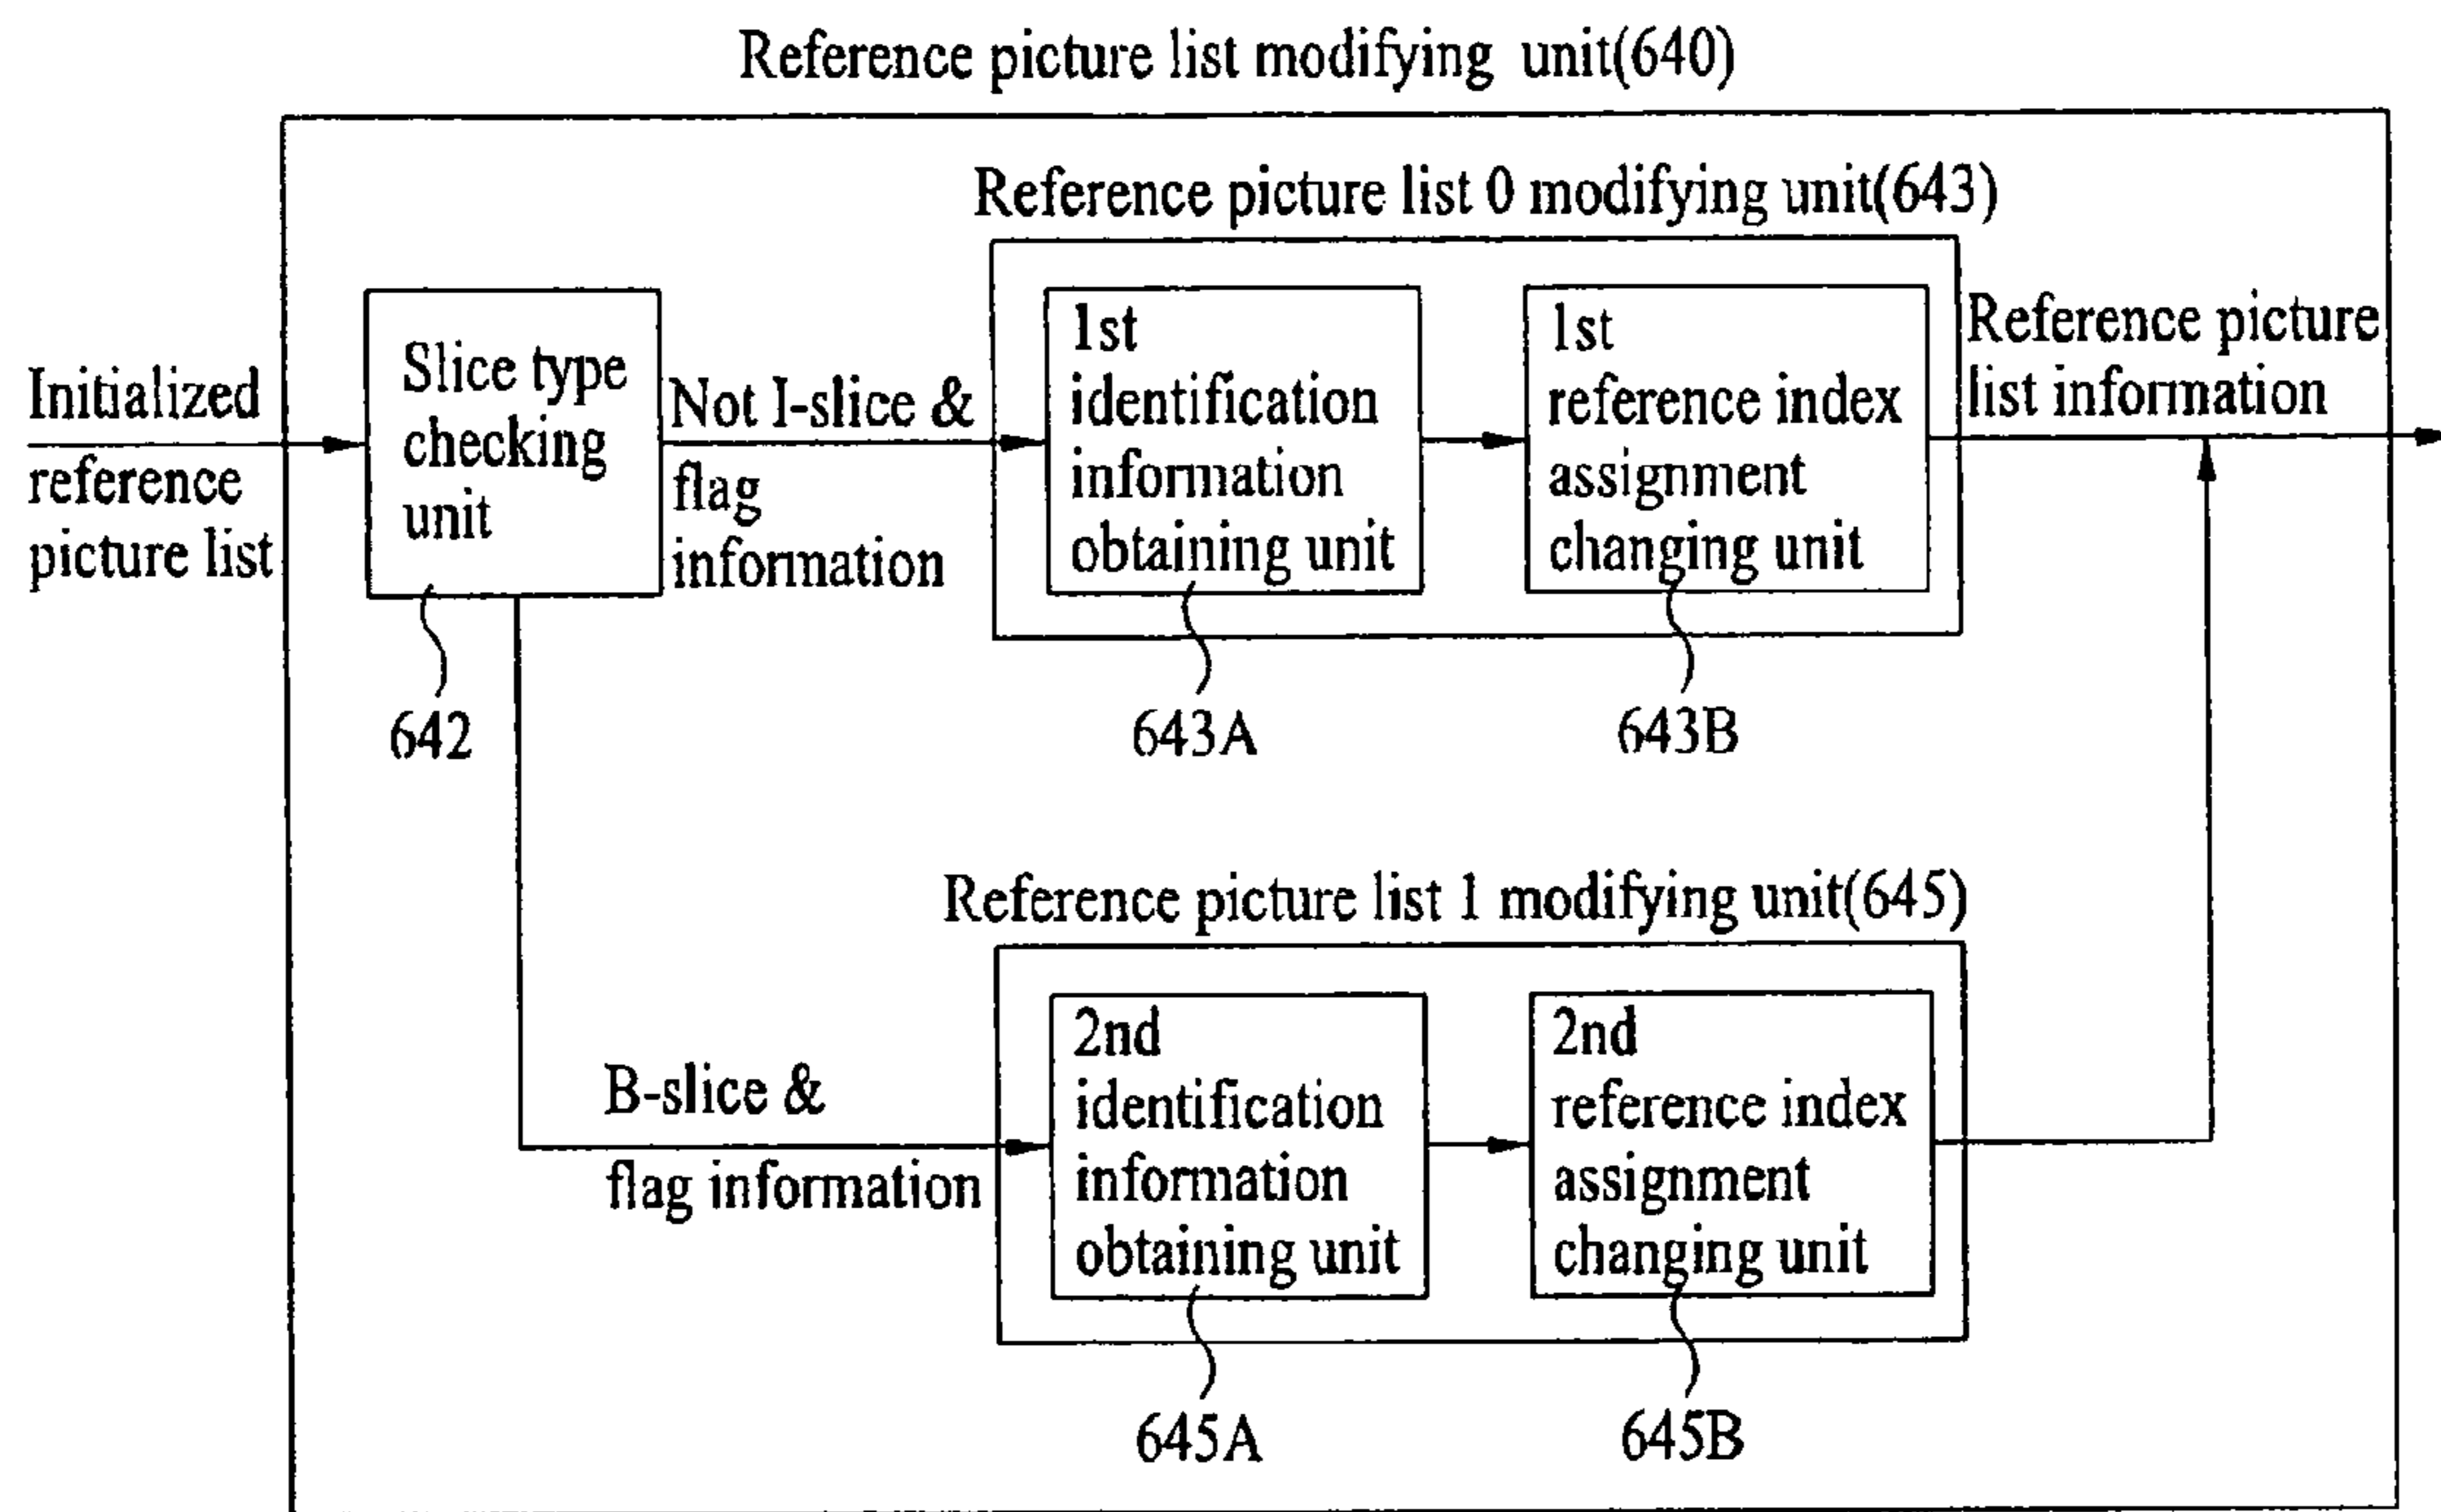 Reference picture list modifying unit(640)
Reference picture list 0 modifying unit(643)
Initialized
reference
picture list
Slice type
checking
unit
642
Not I-slice &
flag
information
1st
identification
information
obtaining unit
643A
1st
reference index
assignment
changing unit
643B
Reference picture
list information
Reference picture list 1 modifying unit(645)
B-slice &
flag information
2nd
identification
information
obtaining unit
645A
2nd
reference index
assignment
changing unit
645B